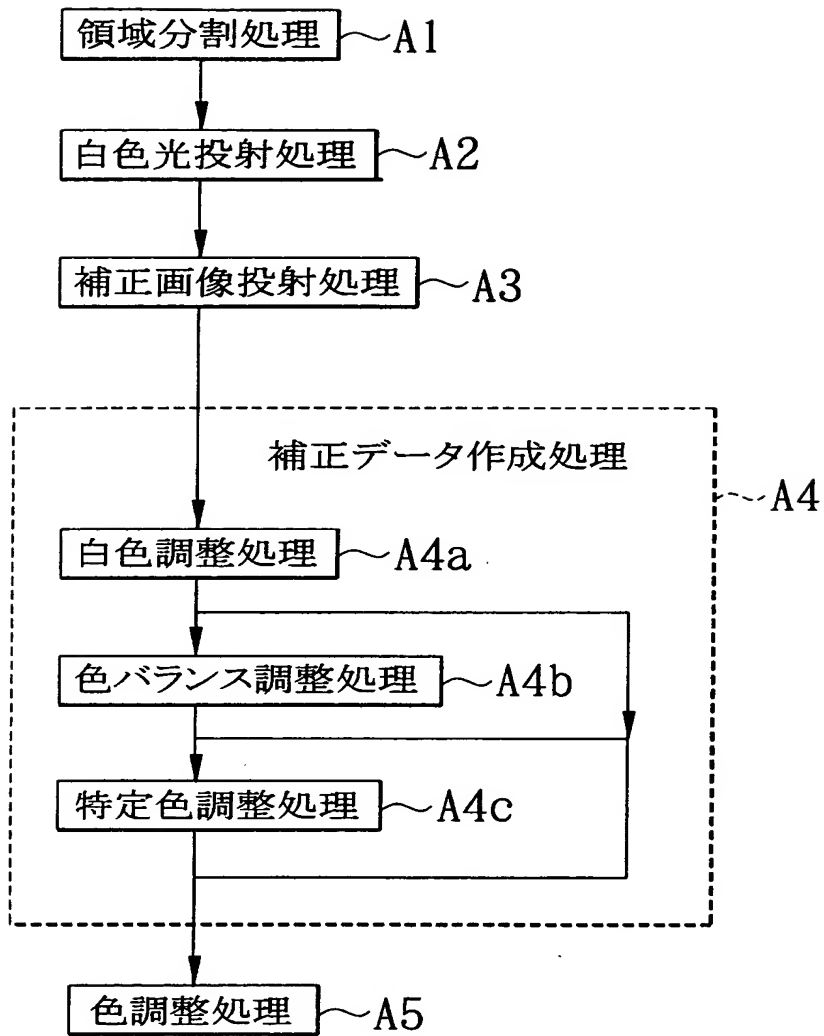 領域分割処理 A1
白色光投射処理 A2
補正画像投射処理 A3
補正データ作成処理
A4
白色調整処理 A4a
色バランス調整処理 A4b
特定色調整処理 A4c
色調整処理 A5